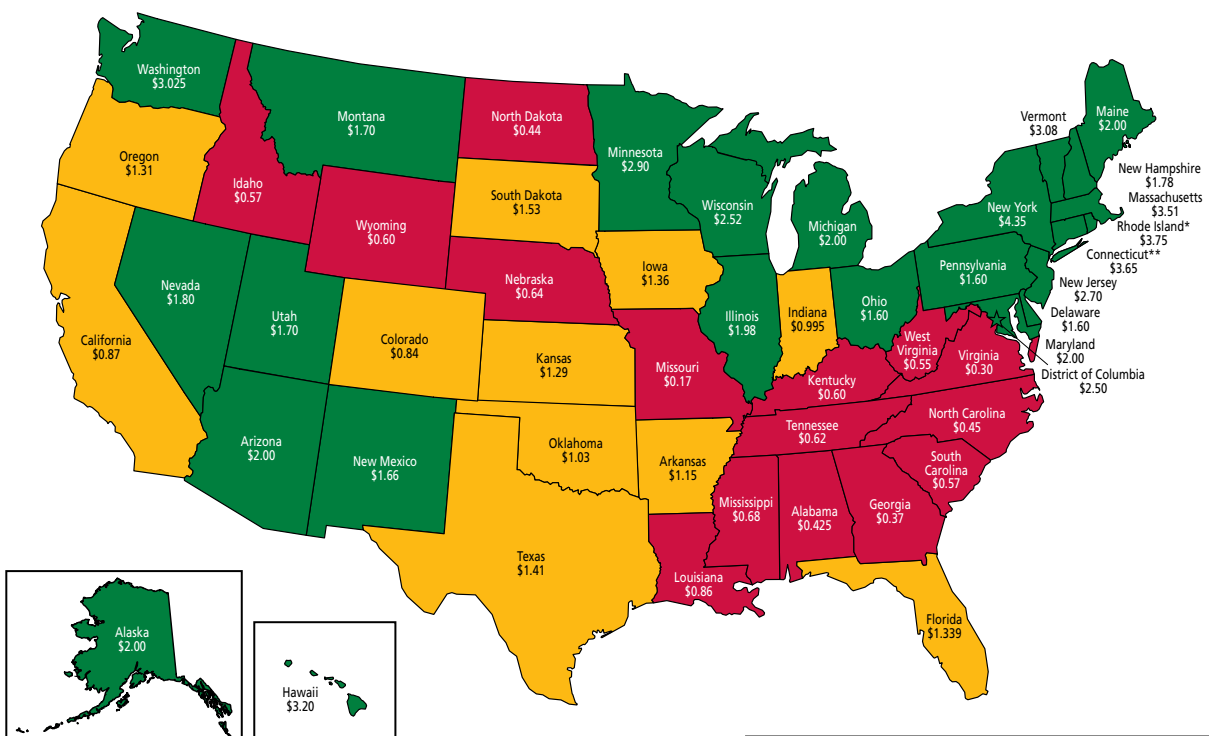 Washington
$3.025
Montana
$1.70
North Dakota
$0.44
Minnesota
$2.90
Vermont
$3.08
Maine
$2.00
Oregon
$1.31
Idaho
$0.57
South Dakota
$1.53
Wisconsin
$2.52
New Hampshire
$1.78
Massachusetts
$3.51
New York
$4.35
Rhode Island*
$3.75
Wyoming
$0.60
Michigan
$2.00
Connecticut**
$3.65
Iowa
$1.36
Pennsylvania
$1.60
Nebraska
$0.64
New Jersey
$2.70
Nevada
$1.80
Utah
$1.70
Illinois
$1.98
Indiana
$0.995
Ohio
$1.60
Delaware
$1.60
California
$0.87
Colorado
$0.84
Kansas
$1.29
Missouri
$0.17
West
Virginia
$0.55
Virginia
$0.30
Maryland
$2.00
District of Columbia
$2.50
Kentucky
$0.60
North Carolina
$0.45
Tennessee
$0.62
Arizona
$2.00
New Mexico
$1.66
Oklahoma
$1.03
Arkansas
$1.15
South
Carolina
$0.57
Mississippi
$0.68
Alabama
$0.425
Georgia
$0.37
Texas
$1.41
Louisiana
$0.86
Florida
$1.339
Alaska
$2.00
Hawaii
$3.20